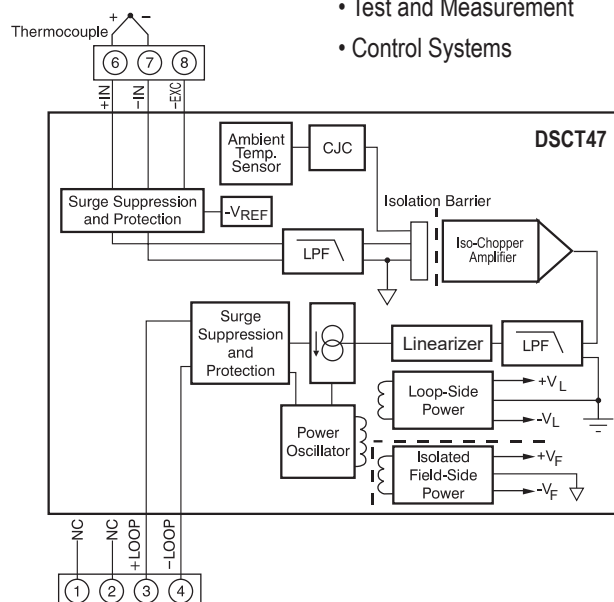 • Test and Measurement
• Control Systems
+ −
Thermocouple
6 7 8
+IN
−IN
-EXC
DSCT47
Ambient
Temp.
Sensor
CJC
Surge Suppression
and Protection
-VREF
Isolation Barrier
LPF
Iso-Chopper
Amplifier
Surge
Suppression
and
Protection
Linearizer
LPF
Loop-Side
Power
+VL
-VL
Power
Oscillator
Isolated
Field-Side
Power
+VF
-VF
NC
NC
+LOOP
−LOOP
1 2 3 4